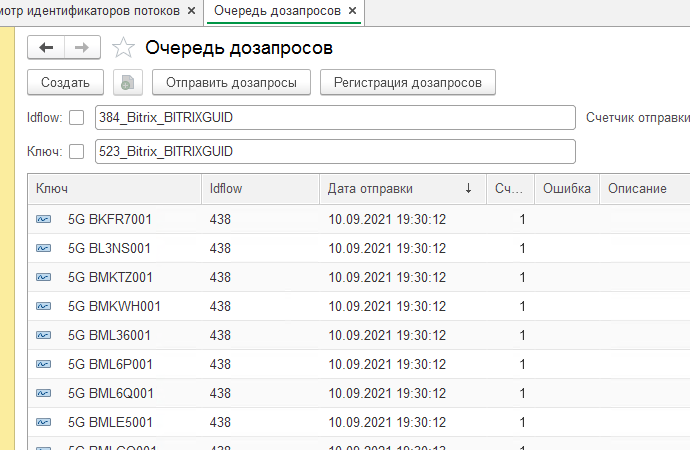 мотр идентификаторов потоков × Очередь дозапросов ×
Очередь дозапросов
Создать Отправить дозапросы Регистрация дозапросов
Idflow: 384_Bitrix_BITRIXGUID Счетчик отправки
Ключ: 523_Bitrix_BITRIXGUID
Ключ Idflow Дата отправки ↓ Сч... Ошибка Описание
5G BKFR7001 438 10.09.2021 19:30:12 1
5G BL3NS001 438 10.09.2021 19:30:12 1
5G BMKTZ001 438 10.09.2021 19:30:12 1
5G BMKWH001 438 10.09.2021 19:30:12 1
5G BML36001 438 10.09.2021 19:30:12 1
5G BML6P001 438 10.09.2021 19:30:12 1
5G BML6Q001 438 10.09.2021 19:30:12 1
5G BMLE5001 438 10.09.2021 19:30:12 1